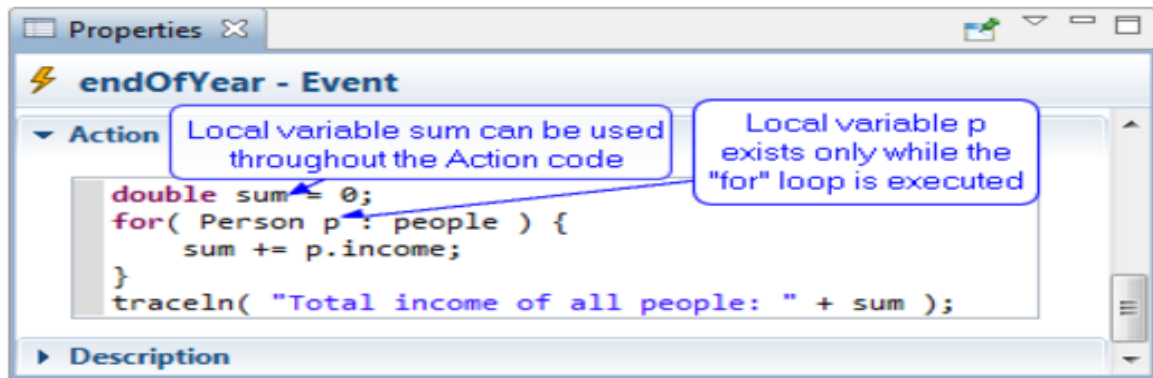 Properties
endOfYear - Event
Action
Local variable sum can be used
throughout the Action code
Local variable p
exists only while the
"for" loop is executed
double sum = 0;
for( Person p : people ) {
sum += p.income;
}
traceln( "Total income of all people: " + sum );
Description